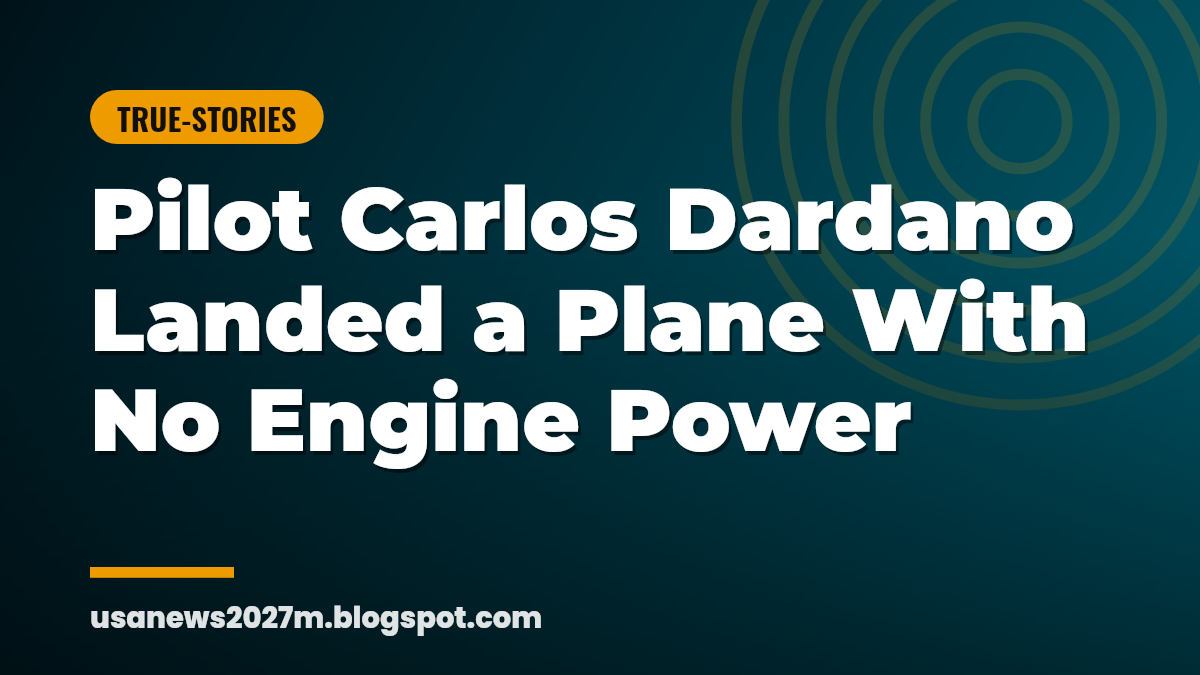 TRUE-STORIES
Pilot Carlos Dardano
Landed a Plane With
No Engine Power
usanews2027m.blogspot.com